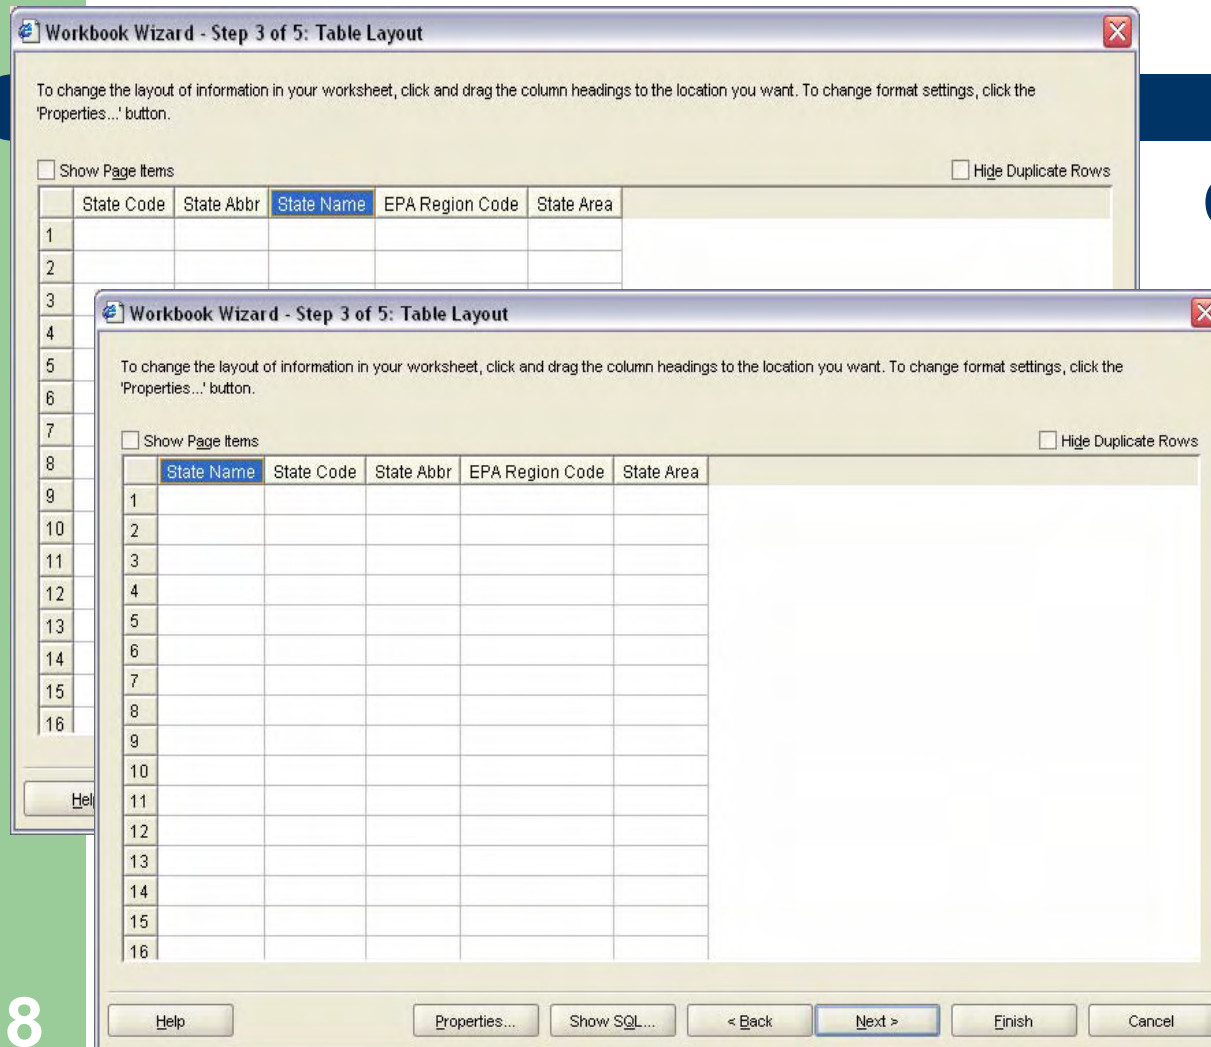 Workbook Wizard - Step 3 of 5: Table Layout
To change the layout of information in your worksheet, click and drag the column headings to the location you want. To change format settings, click the
'Properties...' button.
Show Page Items
Hide Duplicate Rows
State Code State Abbr State Name EPA Region Code State Area
1
2
3
4
5
6
7
8
9
10
11
12
13
14
15
16
Workbook Wizard - Step 3 of 5: Table Layout
To change the layout of information in your worksheet, click and drag the column headings to the location you want. To change format settings, click the
'Properties...' button.
Show Page Items
Hide Duplicate Rows
State Name State Code State Abbr EPA Region Code State Area
1
2
3
4
5
6
7
8
9
10
11
12
13
14
15
16
Help Properties... Show SQL... < Back Next > Finish Cancel
8